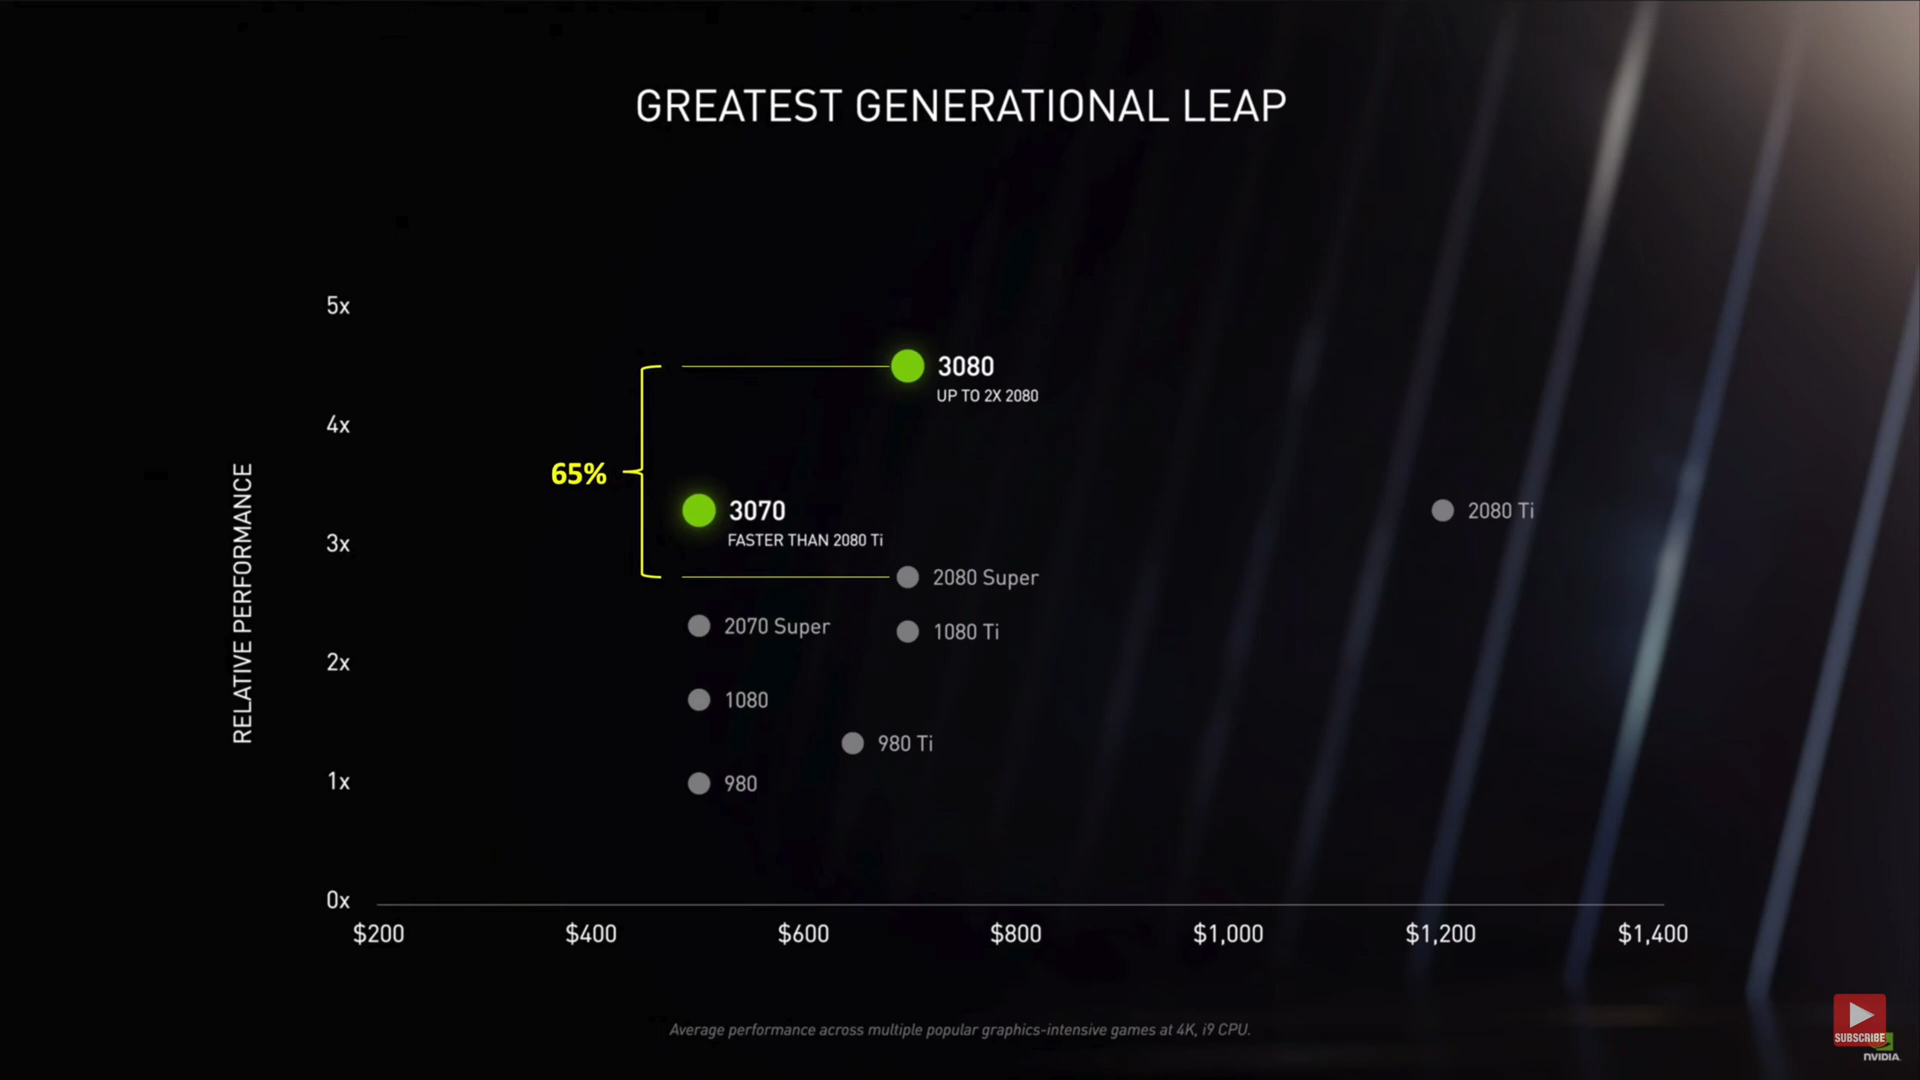 GREATEST GENERATIONAL LEAP
5x
3080
UP TO 2X 2080
4x
65%
3070
FASTER THAN 2080 Ti
2080 Ti
3x
2080 Super
2070 Super
1080 Ti
2x
1080
980 Ti
1x
980
0x
RELATIVE PERFORMANCE
$200 $400 $600 $800 $1,000 $1,200 $1,400
Average performance across multiple popular graphics-intensive games at 4K, i9 CPU.
SUBSCRIBE
NVIDIA.